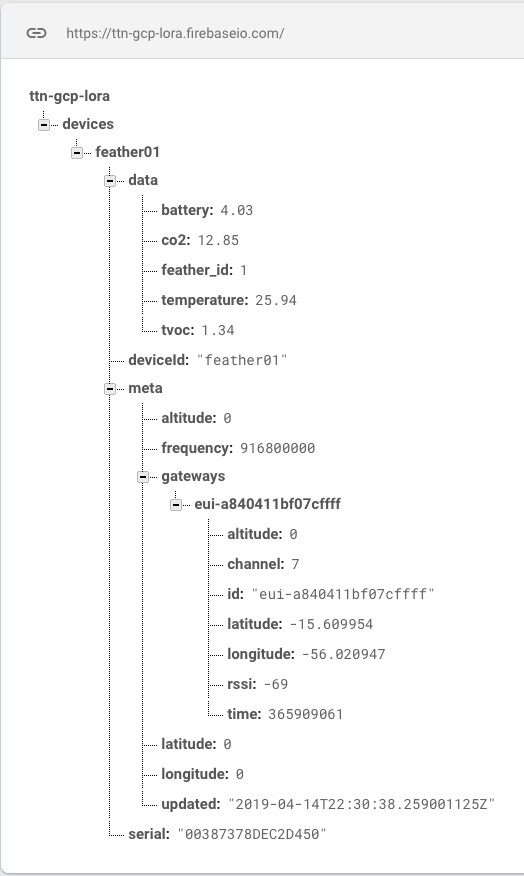 https://ttn-gcp-lora.firebaseio.com/
ttn-gcp-lora
devices
feather01
data
battery: 4.03
co2: 12.85
feather_id: 1
temperature: 25.94
tvoc: 1.34
deviceId: "feather01"
meta
altitude: 0
frequency: 916800000
gateways
eui-a840411bf07cffff
altitude: 0
channel: 7
id: "eui-a840411bf07cffff"
latitude: -15.609954
longitude: -56.020947
rssi: -69
time: 365909061
latitude: 0
longitude: 0
updated: "2019-04-14T22:30:38.259001125Z"
serial: "00387378DEC2D450"